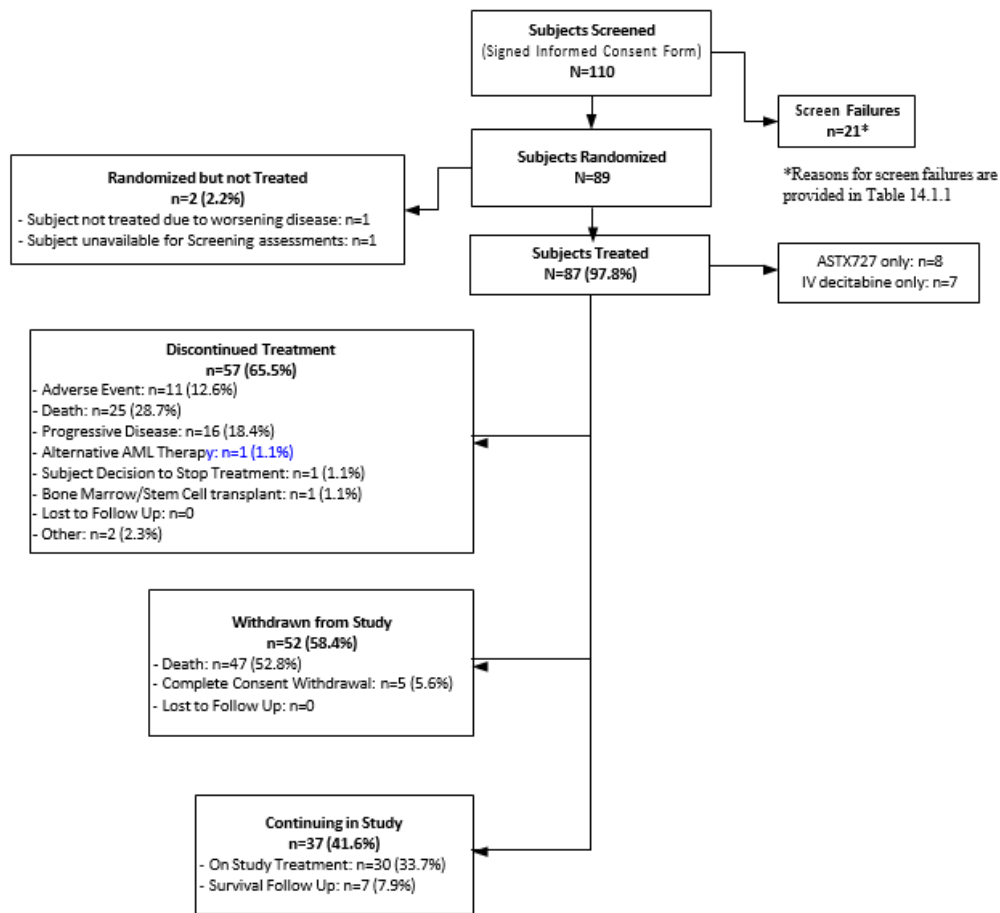 Subjects Screened
(Signed Informed Consent Form)
N=110
Screen Failures
n=21*
*Reasons for screen failures are
provided in Table 14.1.1
Subjects Randomized
N=89
Randomized but not Treated
n=2 (2.2%)
- Subject not treated due to worsening disease: n=1
- Subject unavailable for Screening assessments: n=1
Subjects Treated
N=87 (97.8%)
ASTX727 only: n=8
IV decitabine only: n=7
Discontinued Treatment
n=57 (65.5%)
- Adverse Event: n=11 (12.6%)
- Death: n=25 (28.7%)
- Progressive Disease: n=16 (18.4%)
- Alternative AML Therapy: n=1 (1.1%)
- Subject Decision to Stop Treatment: n=1 (1.1%)
- Bone Marrow/Stem Cell transplant: n=1 (1.1%)
- Lost to Follow Up: n=0
- Other: n=2 (2.3%)
Withdrawn from Study
n=52 (58.4%)
- Death: n=47 (52.8%)
- Complete Consent Withdrawal: n=5 (5.6%)
- Lost to Follow Up: n=0
Continuing in Study
n=37 (41.6%)
- On Study Treatment: n=30 (33.7%)
- Survival Follow Up: n=7 (7.9%)